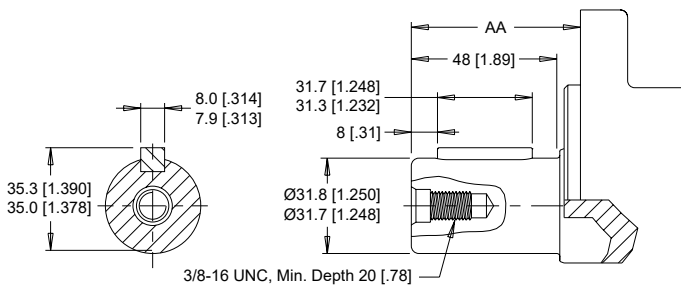 AA
48 [1.89]
31.7 [1.248]
31.3 [1.232]
8.0 [.314]
7.9 [.313]
8 [.31]
35.3 [1.390]
35.0 [1.378]
Ø31.8 [1.250]
Ø31.7 [1.248]
3/8-16 UNC, Min. Depth 20 [.78]